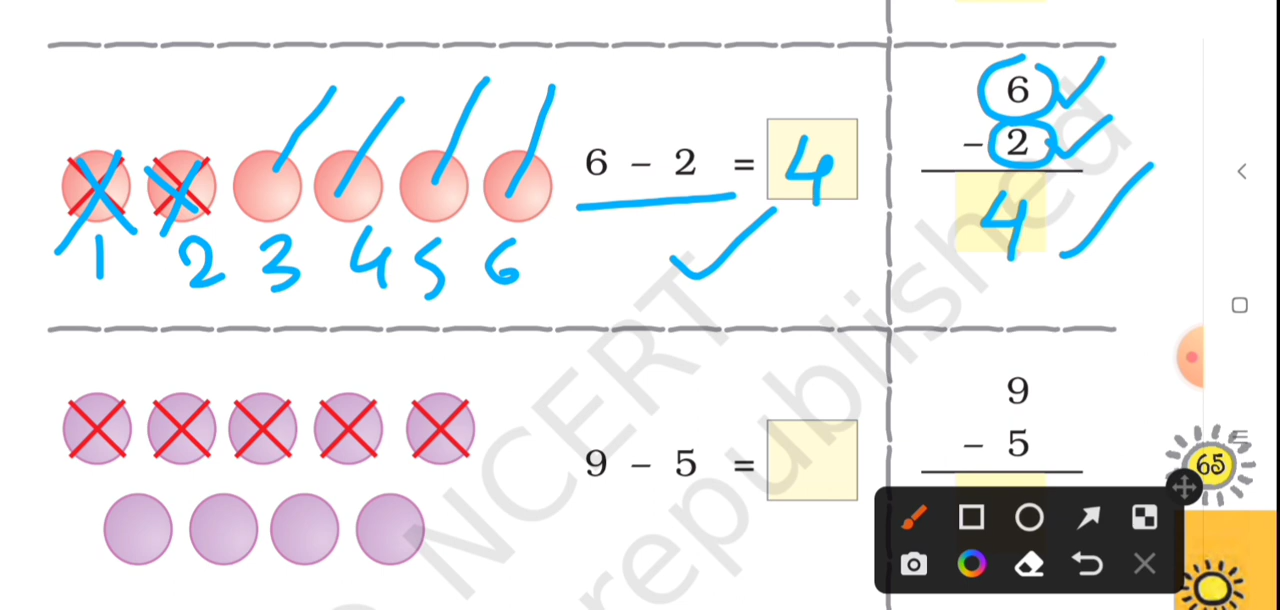 6
- 2
4
6 - 2 = 4
1 2 3 4 5 6
9
- 5
9 - 5 =
65
NCERT
republished